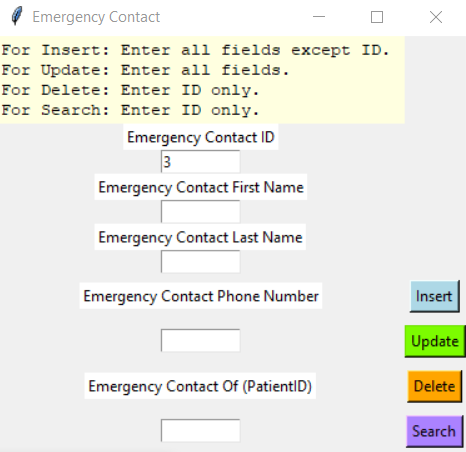 Emergency Contact
For Insert: Enter all fields except ID.
For Update: Enter all fields.
For Delete: Enter ID only.
For Search: Enter ID only.
Emergency Contact ID
3
Emergency Contact First Name
Emergency Contact Last Name
Emergency Contact Phone Number
Insert
Update
Emergency Contact Of (PatientID)
Delete
Search